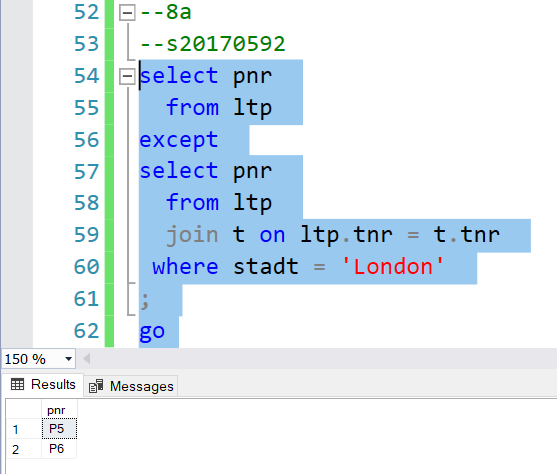 52 --8a
53 --s20170592
54 select pnr
55 from ltp
56 except
57 select pnr
58 from ltp
59 join t on ltp.tnr = t.tnr
60 where stadt = 'London'
61 ;
62 go
150 %
Results Messages
pnr
1 P5
2 P6